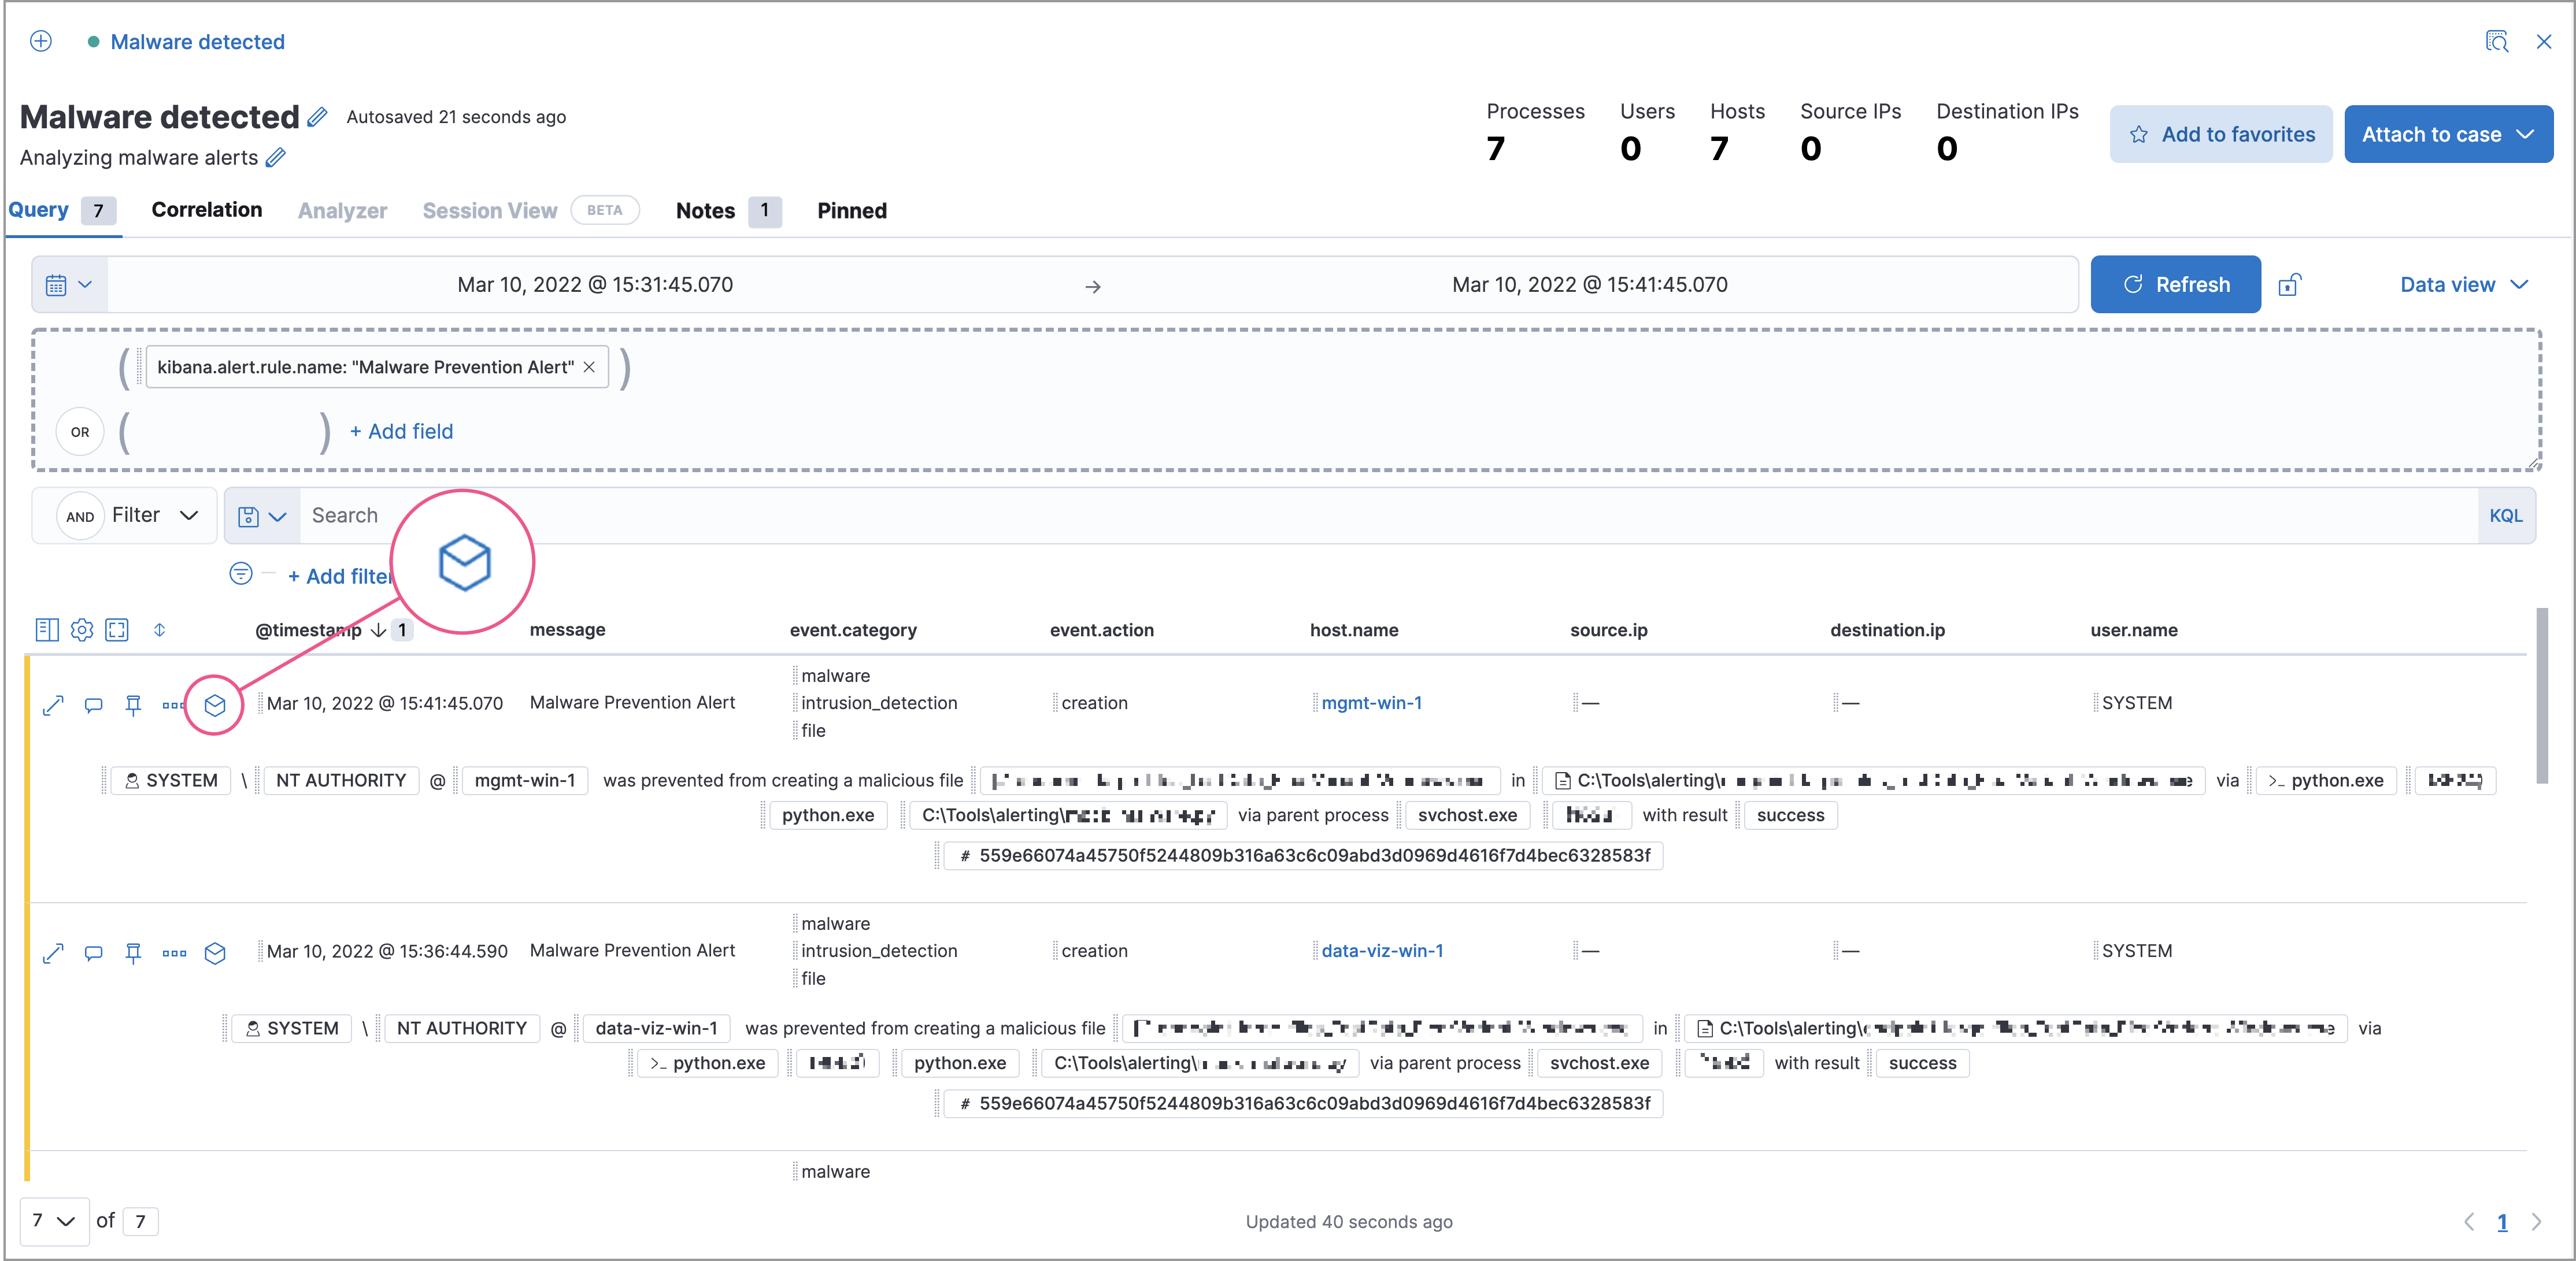 Malware detected
Malware detected Autosaved 21 seconds ago
Analyzing malware alerts
Processes Users Hosts Source IPs Destination IPs
7 0 7 0 0
Add to favorites Attach to case
Query 7 Correlation Analyzer Session View BETA Notes 1 Pinned
Mar 10, 2022 @ 15:31:45.070 → Mar 10, 2022 @ 15:41:45.070 Refresh Data view
( kibana.alert.rule.name: "Malware Prevention Alert" × )
OR ( ) + Add field
AND Filter Search KQL
+ Add filter
@timestamp ↓ 1 message event.category event.action host.name source.ip destination.ip user.name
malware
Mar 10, 2022 @ 15:41:45.070 Malware Prevention Alert intrusion_detection creation mgmt-win-1 — — SYSTEM
file
SYSTEM \ NT AUTHORITY @ mgmt-win-1 was prevented from creating a malicious file in C:\Tools\alerting\ via >_ python.exe
python.exe C:\Tools\alerting\ via parent process svchost.exe with result success
# 559e66074a45750f5244809b316a63c6c09abd3d0969d4616f7d4bec6328583f
malware
Mar 10, 2022 @ 15:36:44.590 Malware Prevention Alert intrusion_detection creation data-viz-win-1 — — SYSTEM
file
SYSTEM \ NT AUTHORITY @ data-viz-win-1 was prevented from creating a malicious file in C:\Tools\alerting\ via
>_ python.exe python.exe C:\Tools\alerting\ via parent process svchost.exe with result success
# 559e66074a45750f5244809b316a63c6c09abd3d0969d4616f7d4bec6328583f
malware
7 of 7 Updated 40 seconds ago 1